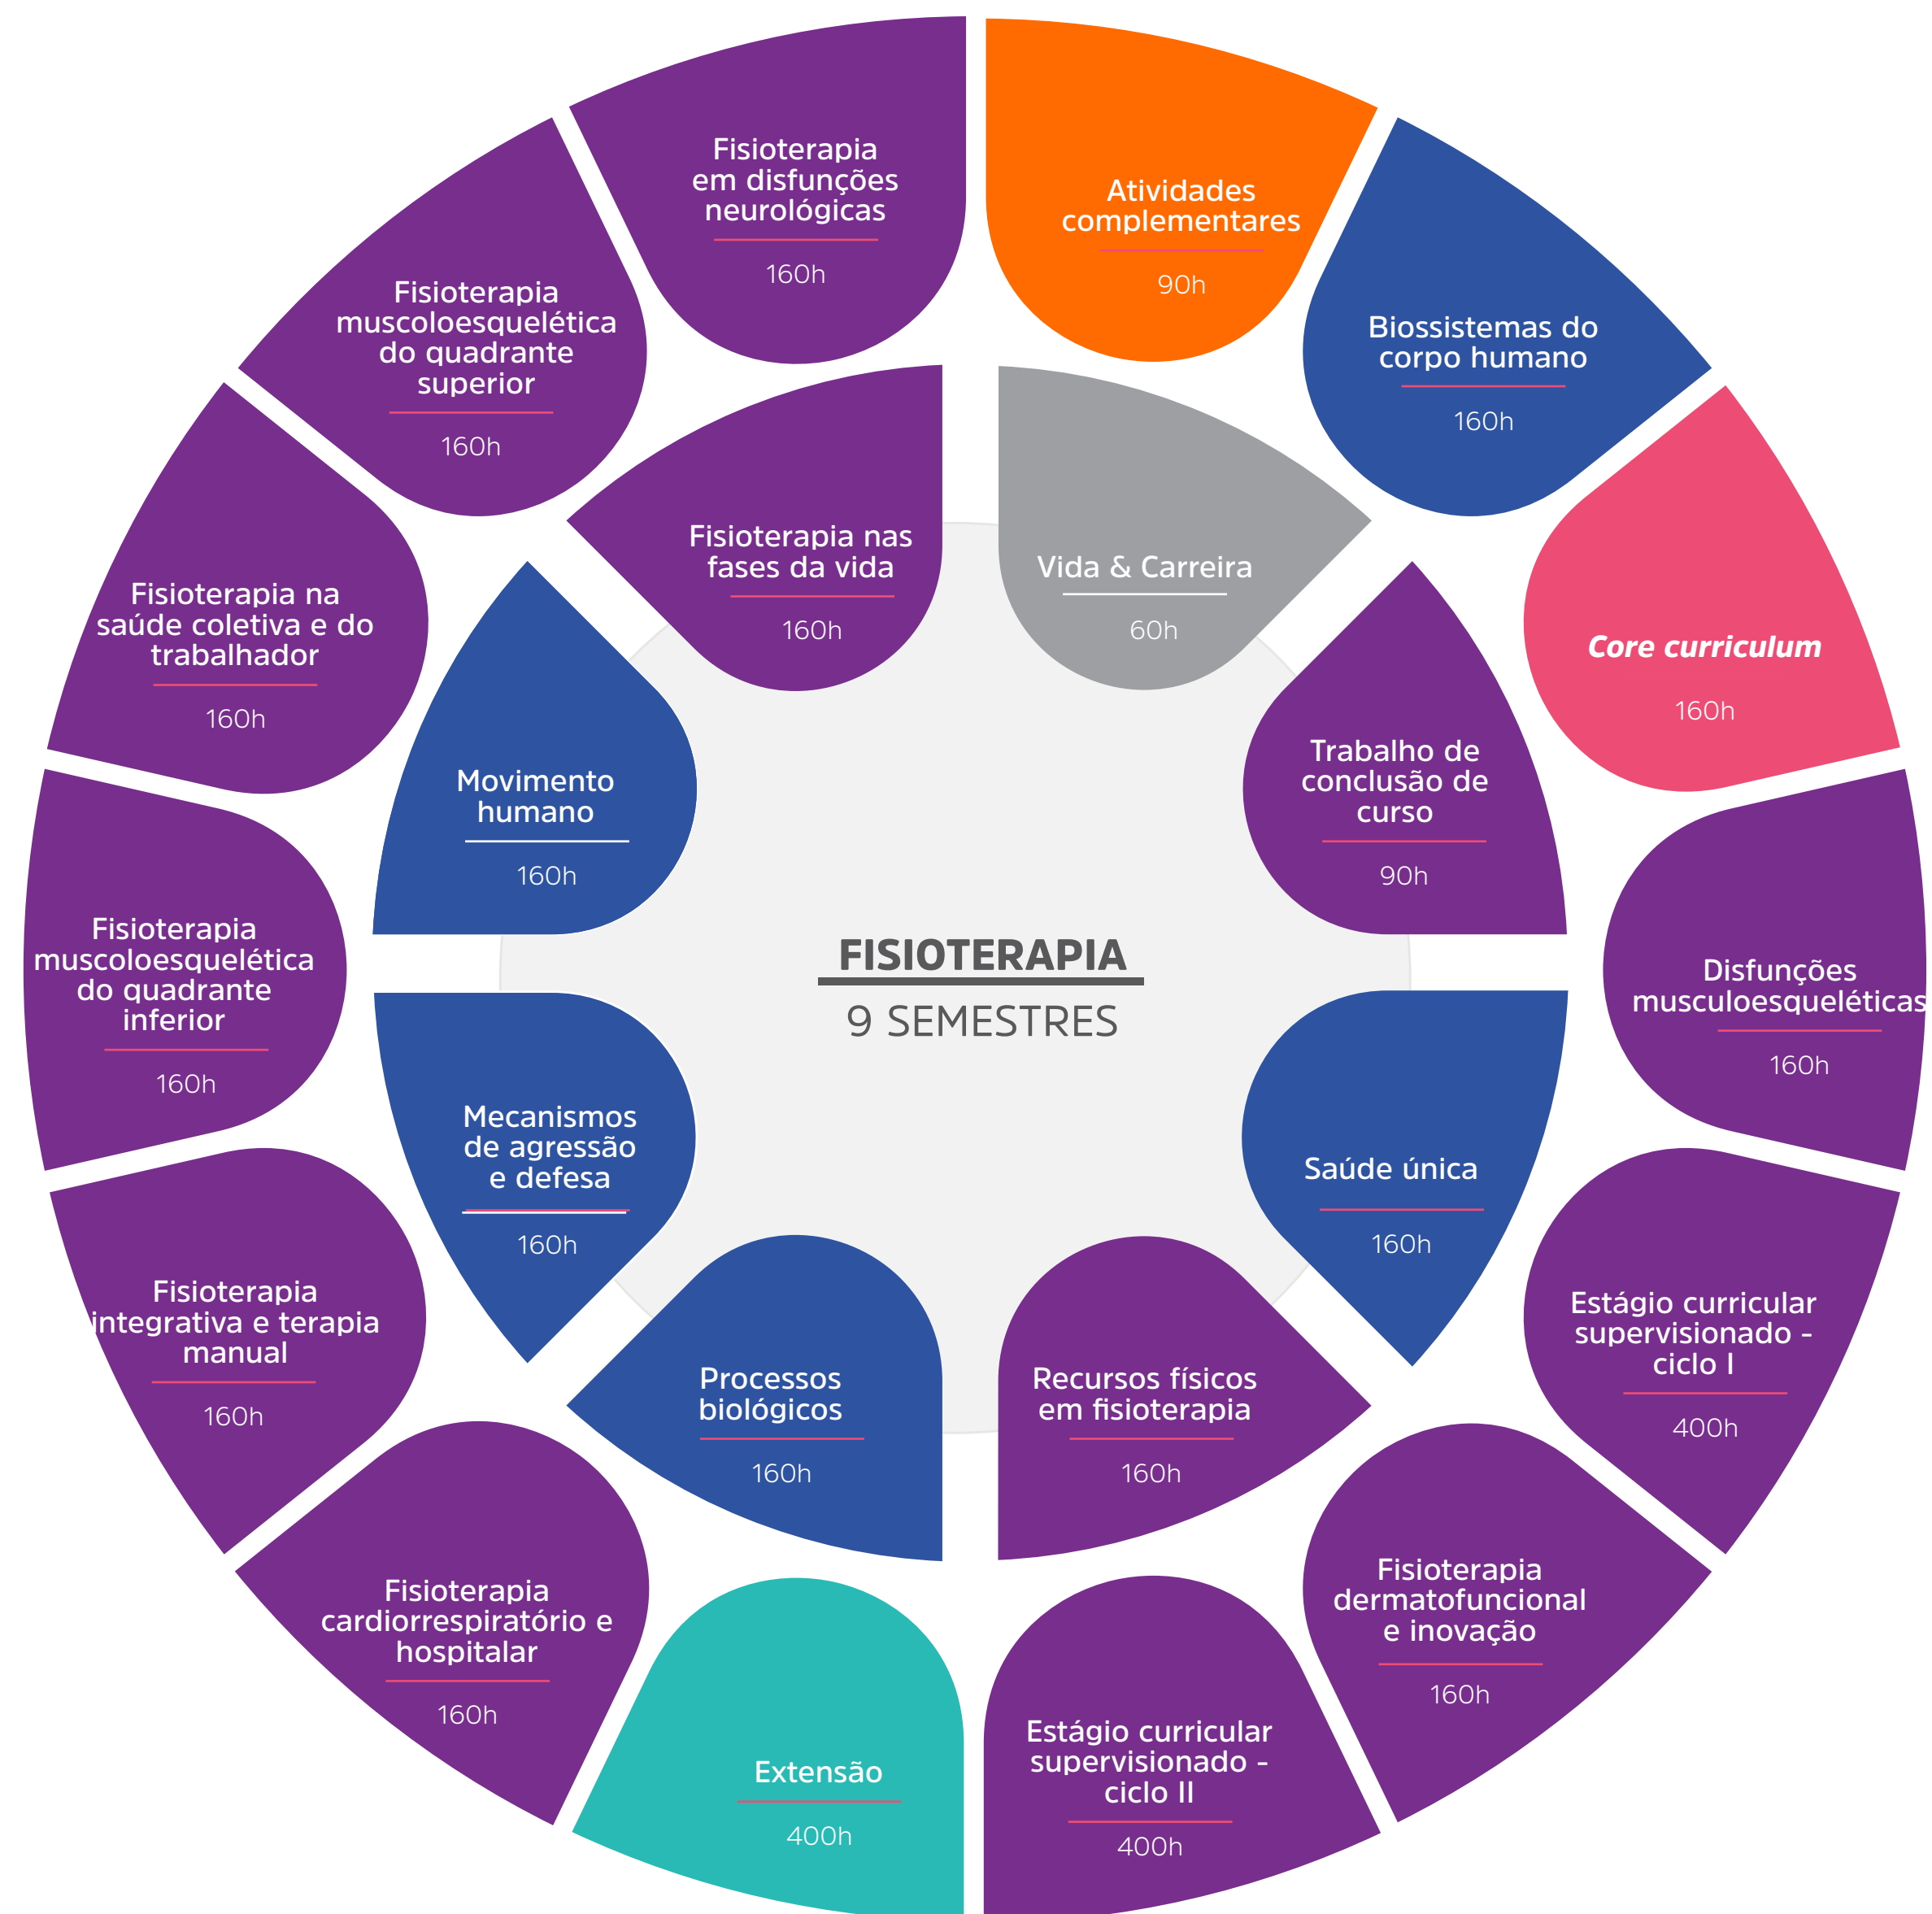 Fisioterapia
em disfunções
neurológicas
160h
Atividades
complementares
90h
Biossistemas do
corpo humano
160h
Core curriculum
160h
Disfunções
musculoesqueléticas
160h
Estágio curricular
supervisionado -
ciclo I
400h
Fisioterapia
dermatofuncional
e inovação
160h
Estágio curricular
supervisionado -
ciclo II
400h
Extensão
400h
Fisioterapia
cardiorrespiratório e
hospitalar
160h
Fisioterapia
integrativa e terapia
manual
160h
Fisioterapia
muscoloesquelética
do quadrante
inferior
160h
Fisioterapia na
saúde coletiva e do
trabalhador
160h
Fisioterapia
muscoloesquelética
do quadrante
superior
160h
Fisioterapia nas
fases da vida
160h
Vida & Carreira
60h
Trabalho de
conclusão de
curso
90h
Saúde única
160h
Recursos físicos
em fisioterapia
160h
Processos
biológicos
160h
Mecanismos
de agressão
e defesa
160h
Movimento
humano
160h
FISIOTERAPIA
9 SEMESTRES